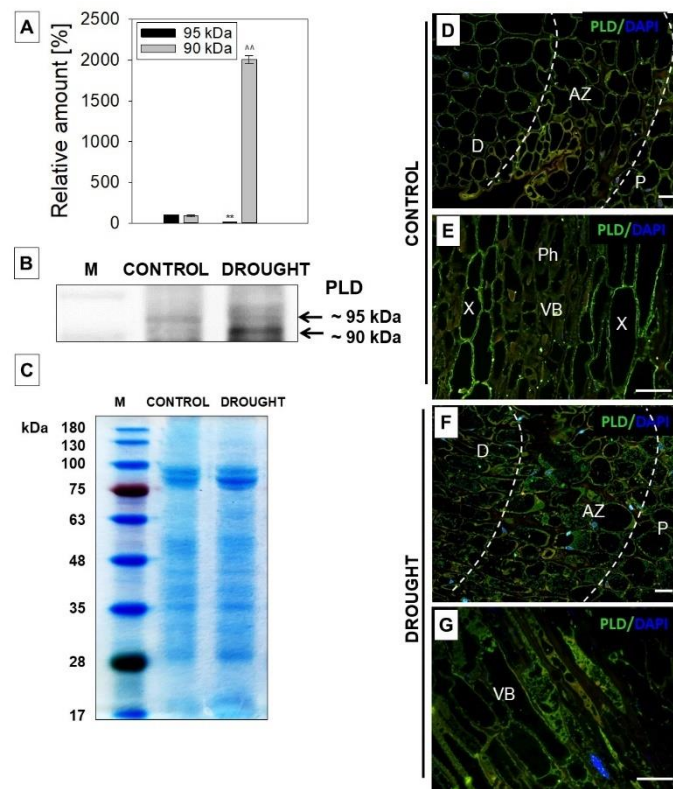 A
Relative amount [%]
95 kDa
90 kDa
2500
2000
1500
1000
500
0
**
^^
B
M CONTROL DROUGHT
PLD
~ 95 kDa
~ 90 kDa
C
M CONTROL DROUGHT
kDa
180
130
100
75
63
48
35
28
17
CONTROL
D
PLD/DAPI
AZ
D
P
E
PLD/DAPI
Ph
X
VB
X
DROUGHT
F
PLD/DAPI
D
AZ
P
G
PLD/DAPI
VB